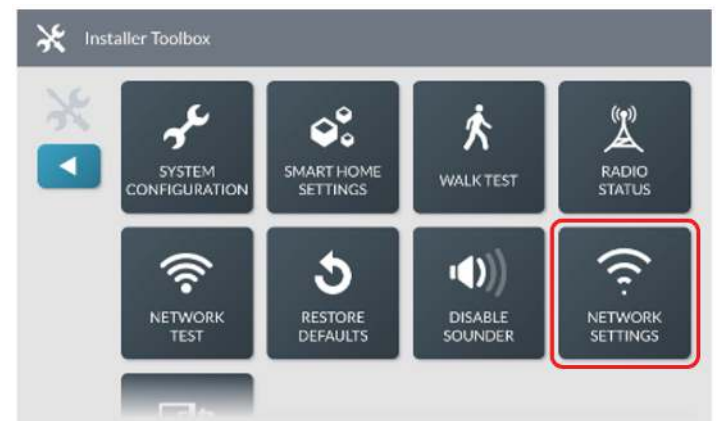 Installer Toolbox
SYSTEM
CONFIGURATION
SMART HOME
SETTINGS
WALK TEST
RADIO
STATUS
NETWORK
TEST
RESTORE
DEFAULTS
DISABLE
SOUNDER
NETWORK
SETTINGS